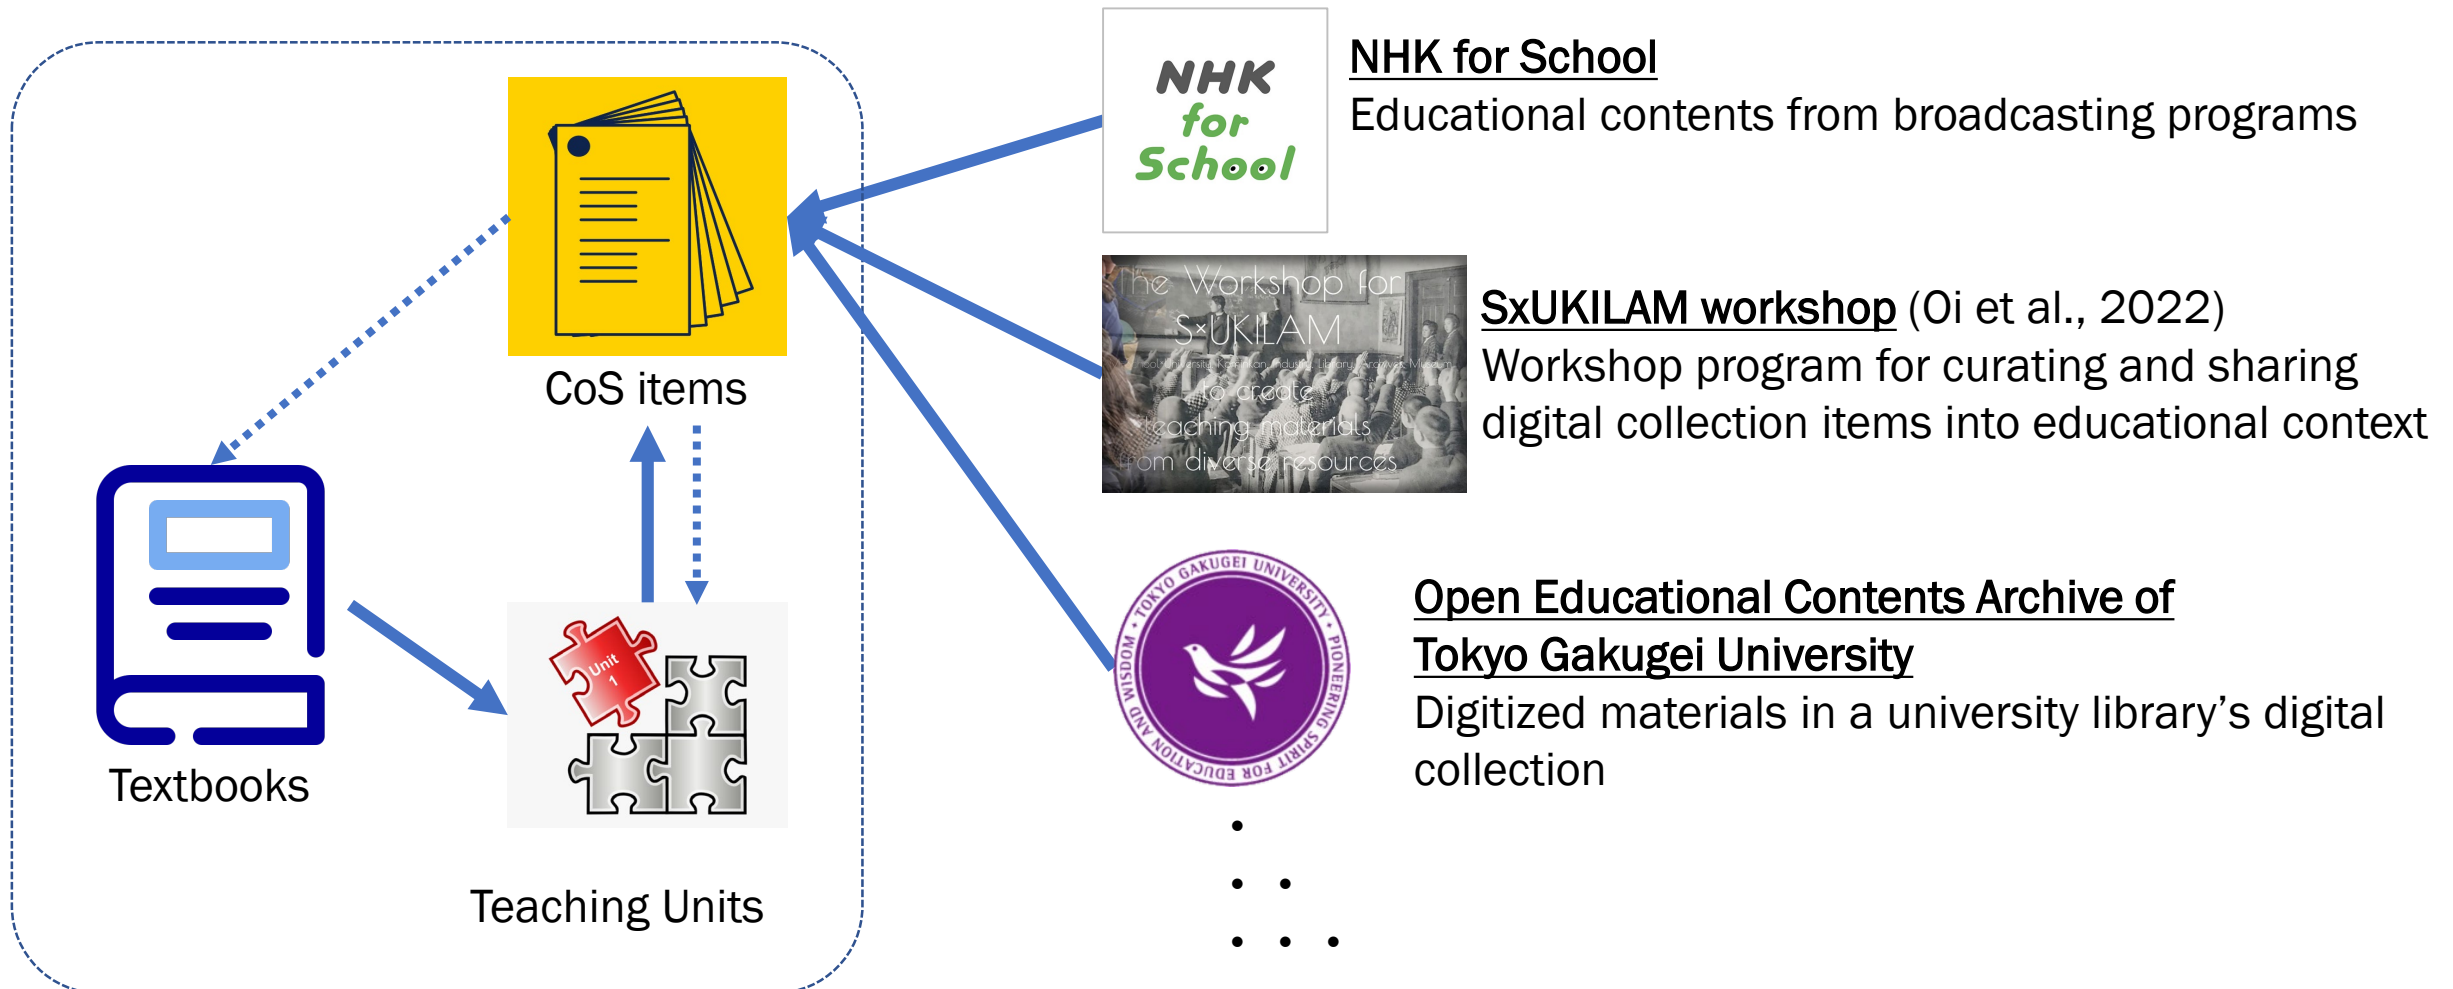 CoS items
Textbooks
Unit
1
Teaching Units
NHK
for
School
NHK for School
Educational contents from broadcasting programs
The Workshop for
S×UKILAM
to create
teaching materials
from diverse resources
SxUKILAM workshop (Oi et al., 2022)
Workshop program for curating and sharing
digital collection items into educational context
TOKYO GAKUGEI UNIVERSITY • PIONEERING SPIRIT FOR EDUCATION AND WISDOM •
Open Educational Contents Archive of
Tokyo Gakugei University
Digitized materials in a university library’s digital
collection